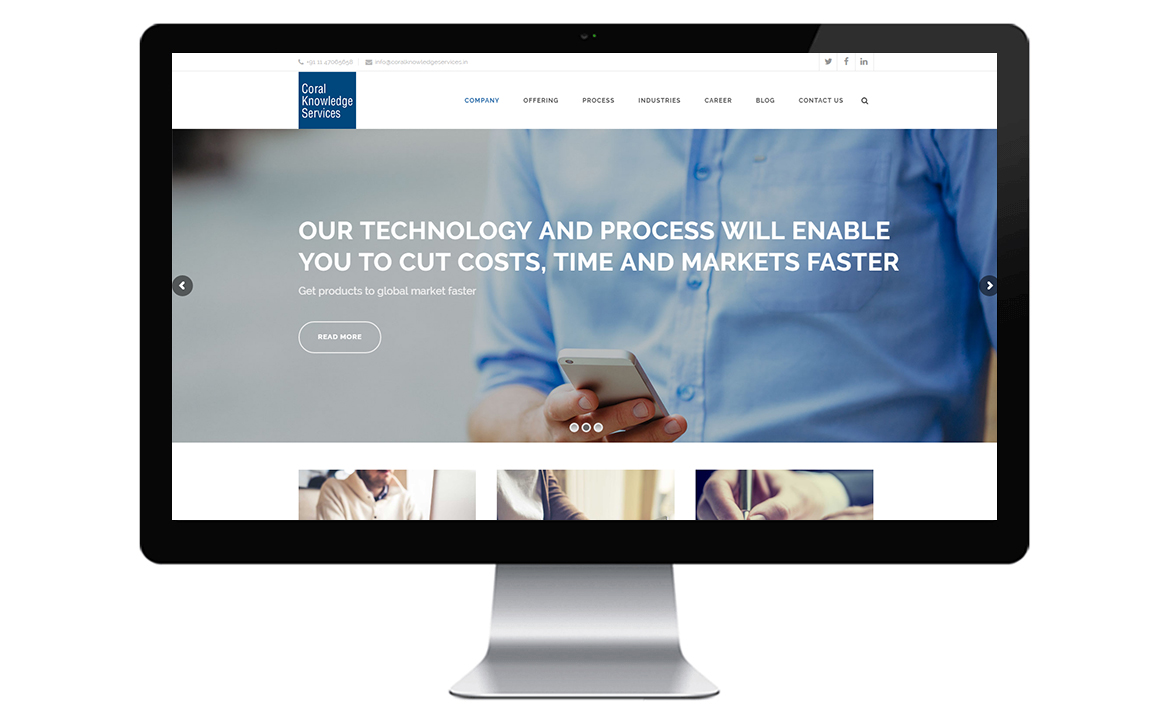 +91 11 47065658 info@coralknowledgeservices.in
Coral
Knowledge
Services
COMPANY OFFERING PROCESS INDUSTRIES CAREER BLOG CONTACT US
OUR TECHNOLOGY AND PROCESS WILL ENABLE
YOU TO CUT COSTS, TIME AND MARKETS FASTER
Get products to global market faster
READ MORE